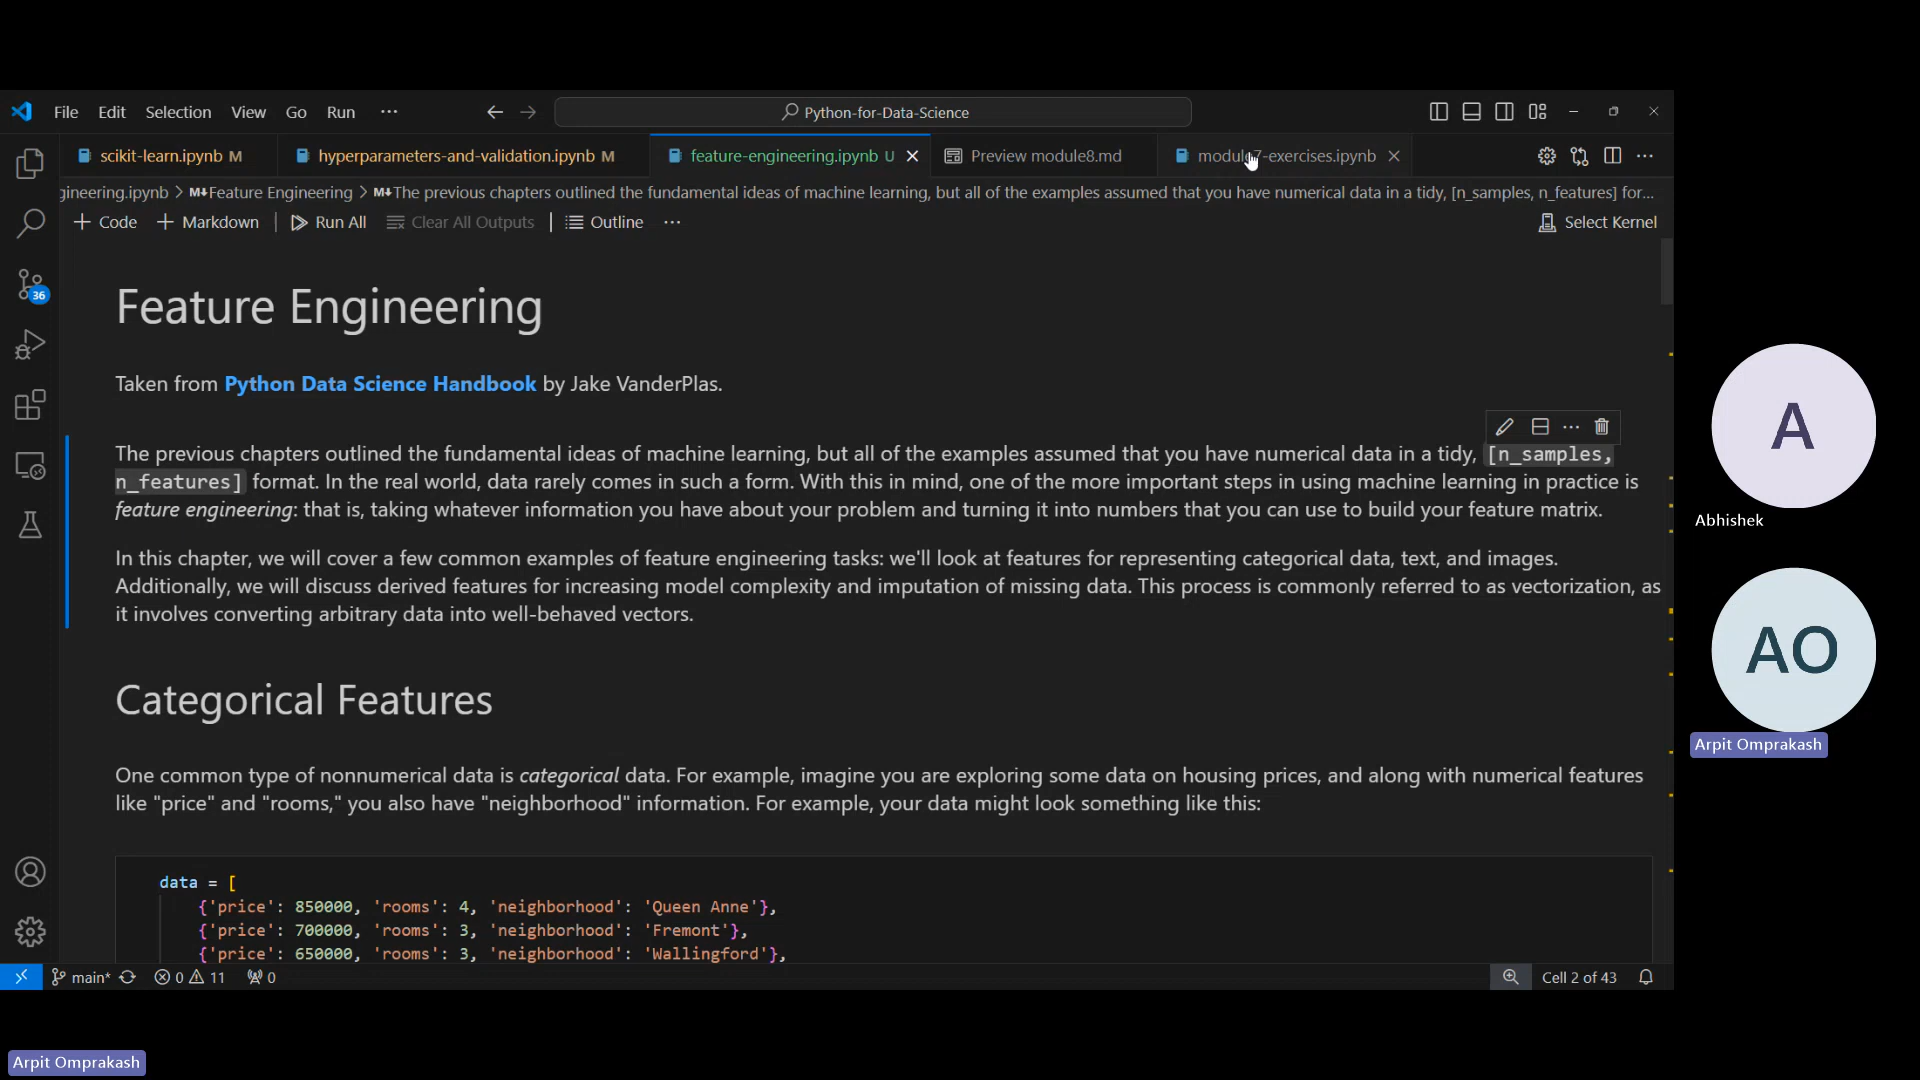 File Edit Selection View Go Run ···
Python-for-Data-Science
scikit-learn.ipynb M
hyperparameters-and-validation.ipynb M
feature-engineering.ipynb U
Preview module8.md
module7-exercises.ipynb
gineering.ipynb > M↓Feature Engineering > M↓The previous chapters outlined the fundamental ideas of machine learning, but all of the examples assumed that you have numerical data in a tidy, [n_samples, n_features] for...
+ Code + Markdown | Run All Clear All Outputs | Outline ···
Select Kernel
36
Feature Engineering
Taken from Python Data Science Handbook by Jake VanderPlas.
The previous chapters outlined the fundamental ideas of machine learning, but all of the examples assumed that you have numerical data in a tidy, [n_samples,
n_features] format. In the real world, data rarely comes in such a form. With this in mind, one of the more important steps in using machine learning in practice is
feature engineering: that is, taking whatever information you have about your problem and turning it into numbers that you can use to build your feature matrix.
In this chapter, we will cover a few common examples of feature engineering tasks: we'll look at features for representing categorical data, text, and images.
Additionally, we will discuss derived features for increasing model complexity and imputation of missing data. This process is commonly referred to as vectorization, as
it involves converting arbitrary data into well-behaved vectors.
Categorical Features
One common type of nonnumerical data is categorical data. For example, imagine you are exploring some data on housing prices, and along with numerical features
like "price" and "rooms," you also have "neighborhood" information. For example, your data might look something like this:
data = [
{'price': 850000, 'rooms': 4, 'neighborhood': 'Queen Anne'},
{'price': 700000, 'rooms': 3, 'neighborhood': 'Fremont'},
{'price': 650000, 'rooms': 3, 'neighborhood': 'Wallingford'},
main* 0 11 0
Cell 2 of 43
A
Abhishek
AO
Arpit Omprakash
Arpit Omprakash